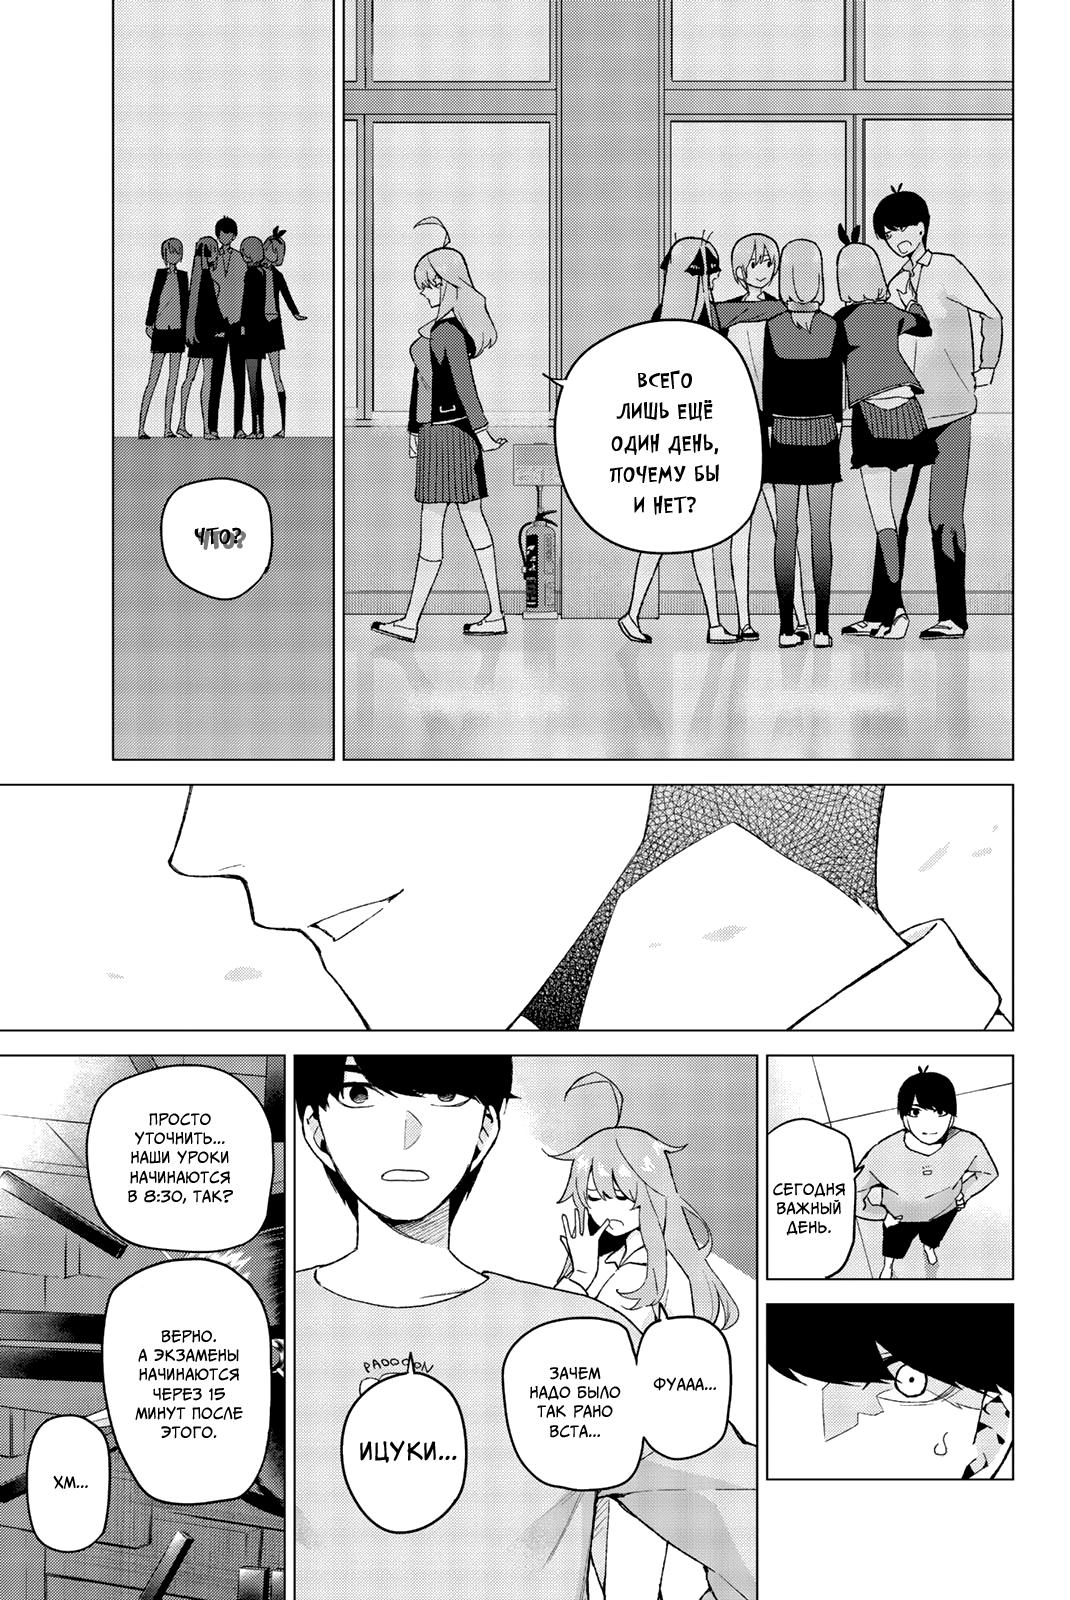 ВСЕГО
ЛИШЬ ЕЩЁ
ОДИН ДЕНЬ,
ПОЧЕМУ БЫ
И НЕТ?
ЧТО?
СЕГОДНЯ
ВАЖНЫЙ
ДЕНЬ.
ФУААА...
ЗАЧЕМ
НАДО БЫЛО
ТАК РАНО
ВСТА...
ИЦУКИ...
ПРОСТО
УТОЧНИТЬ...
НАШИ УРОКИ
НАЧИНАЮТСЯ
В 8:30, ТАК?
ВЕРНО.
А ЭКЗАМЕНЫ
НАЧИНАЮТСЯ
ЧЕРЕЗ 15
МИНУТ ПОСЛЕ
ЭТОГО.
ХМ...